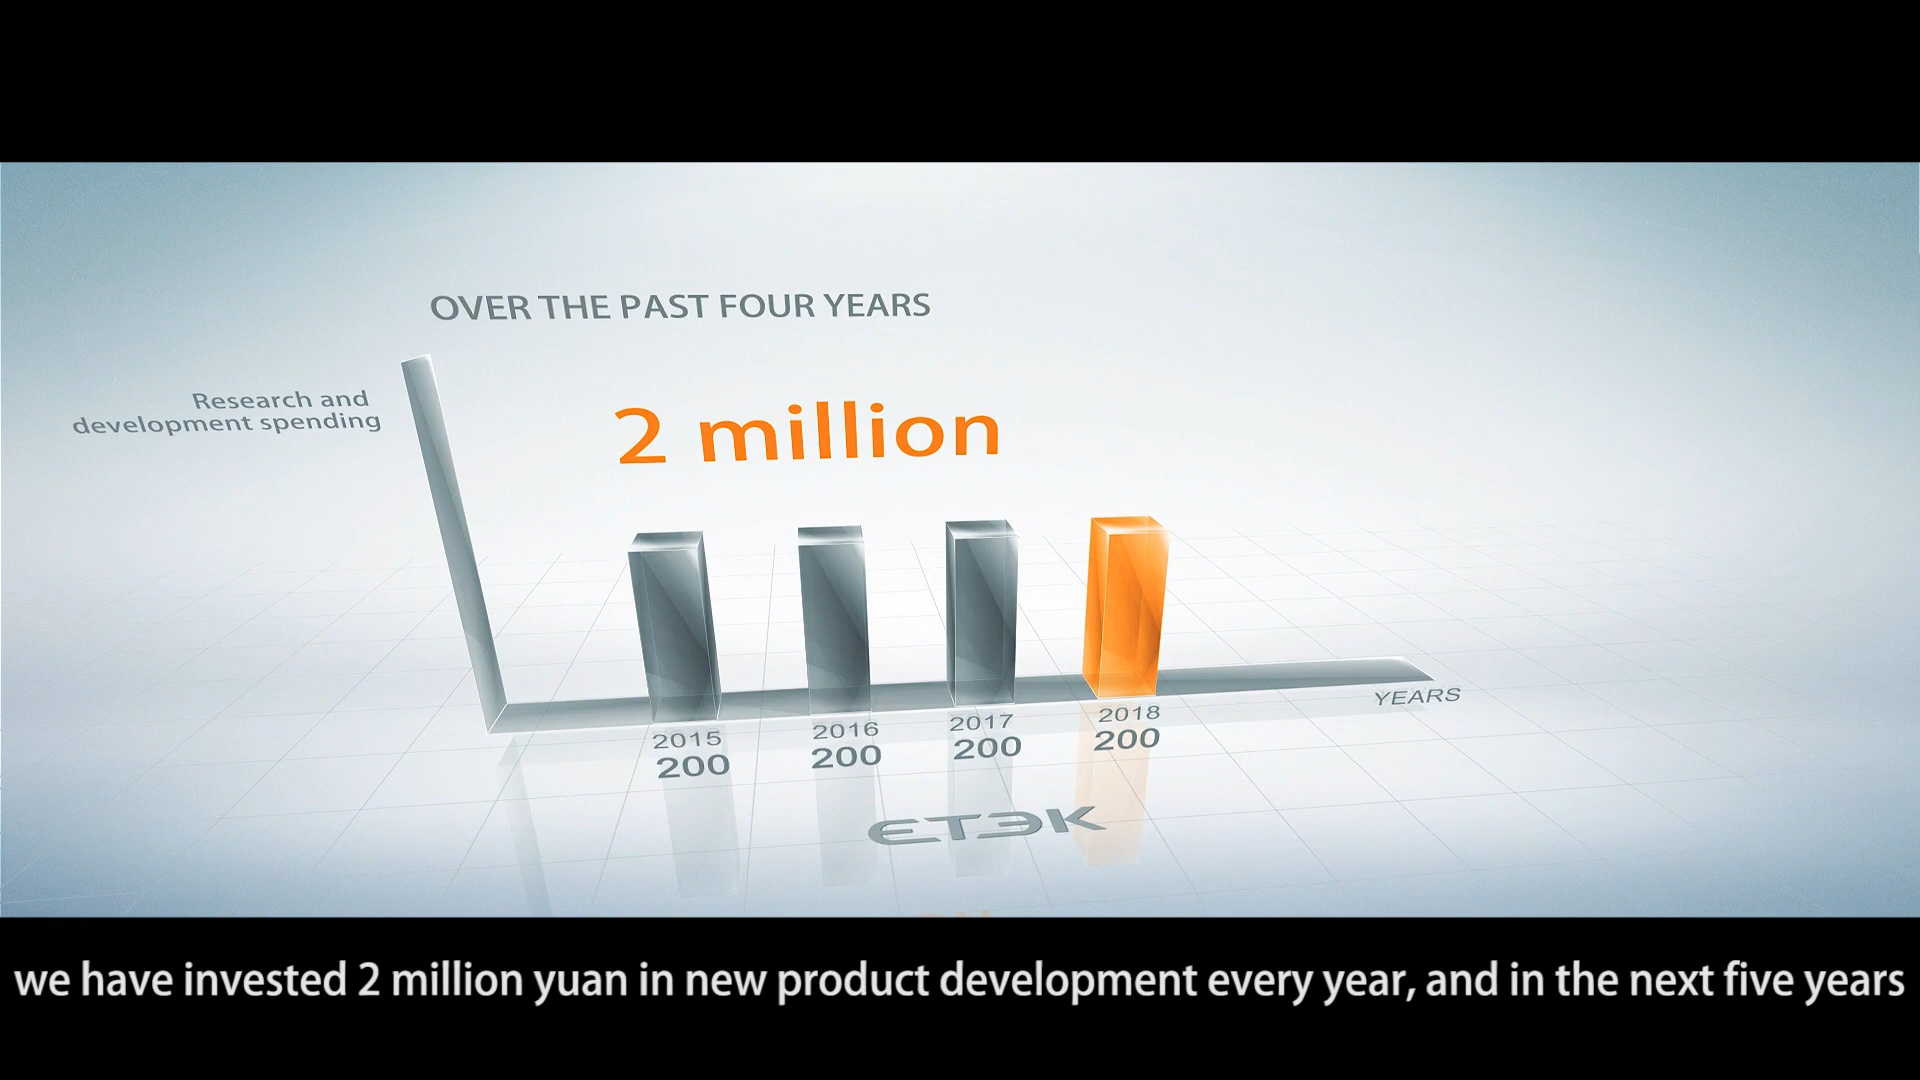 OVER THE PAST FOUR YEARS
Research and
development spending
2 million
2015 2016 2017 2018
200 200 200 200
YEARS
ETEK
we have invested 2 million yuan in new product development every year, and in the next five years